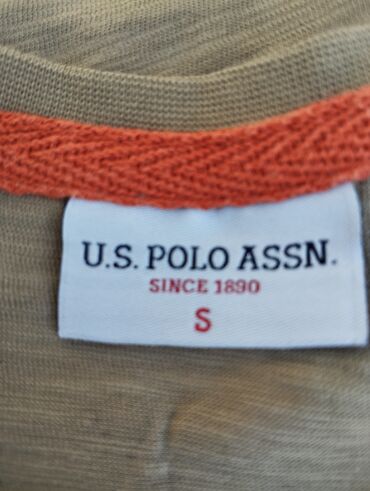 U.S. POLO ASSN.
SINCE 1890
S